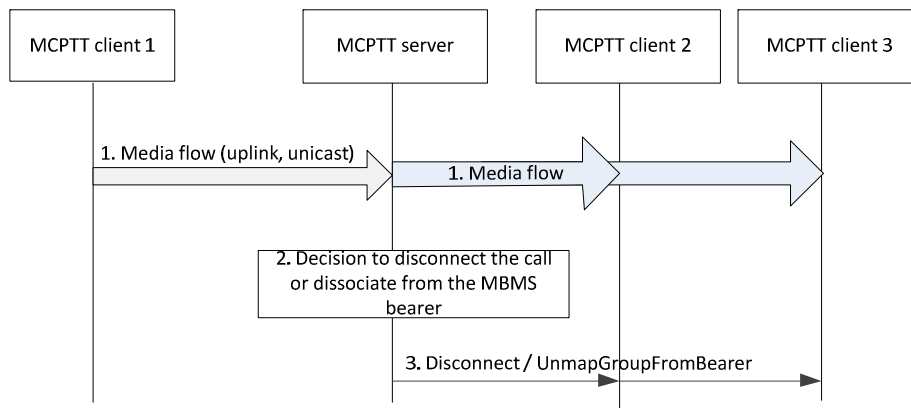 MCPTT client 1
MCPTT server
MCPTT client 2
MCPTT client 3
1. Media flow (uplink, unicast)
1. Media flow
2. Decision to disconnect the call
or dissociate from the MBMS
bearer
3. Disconnect / UnmapGroupFromBearer